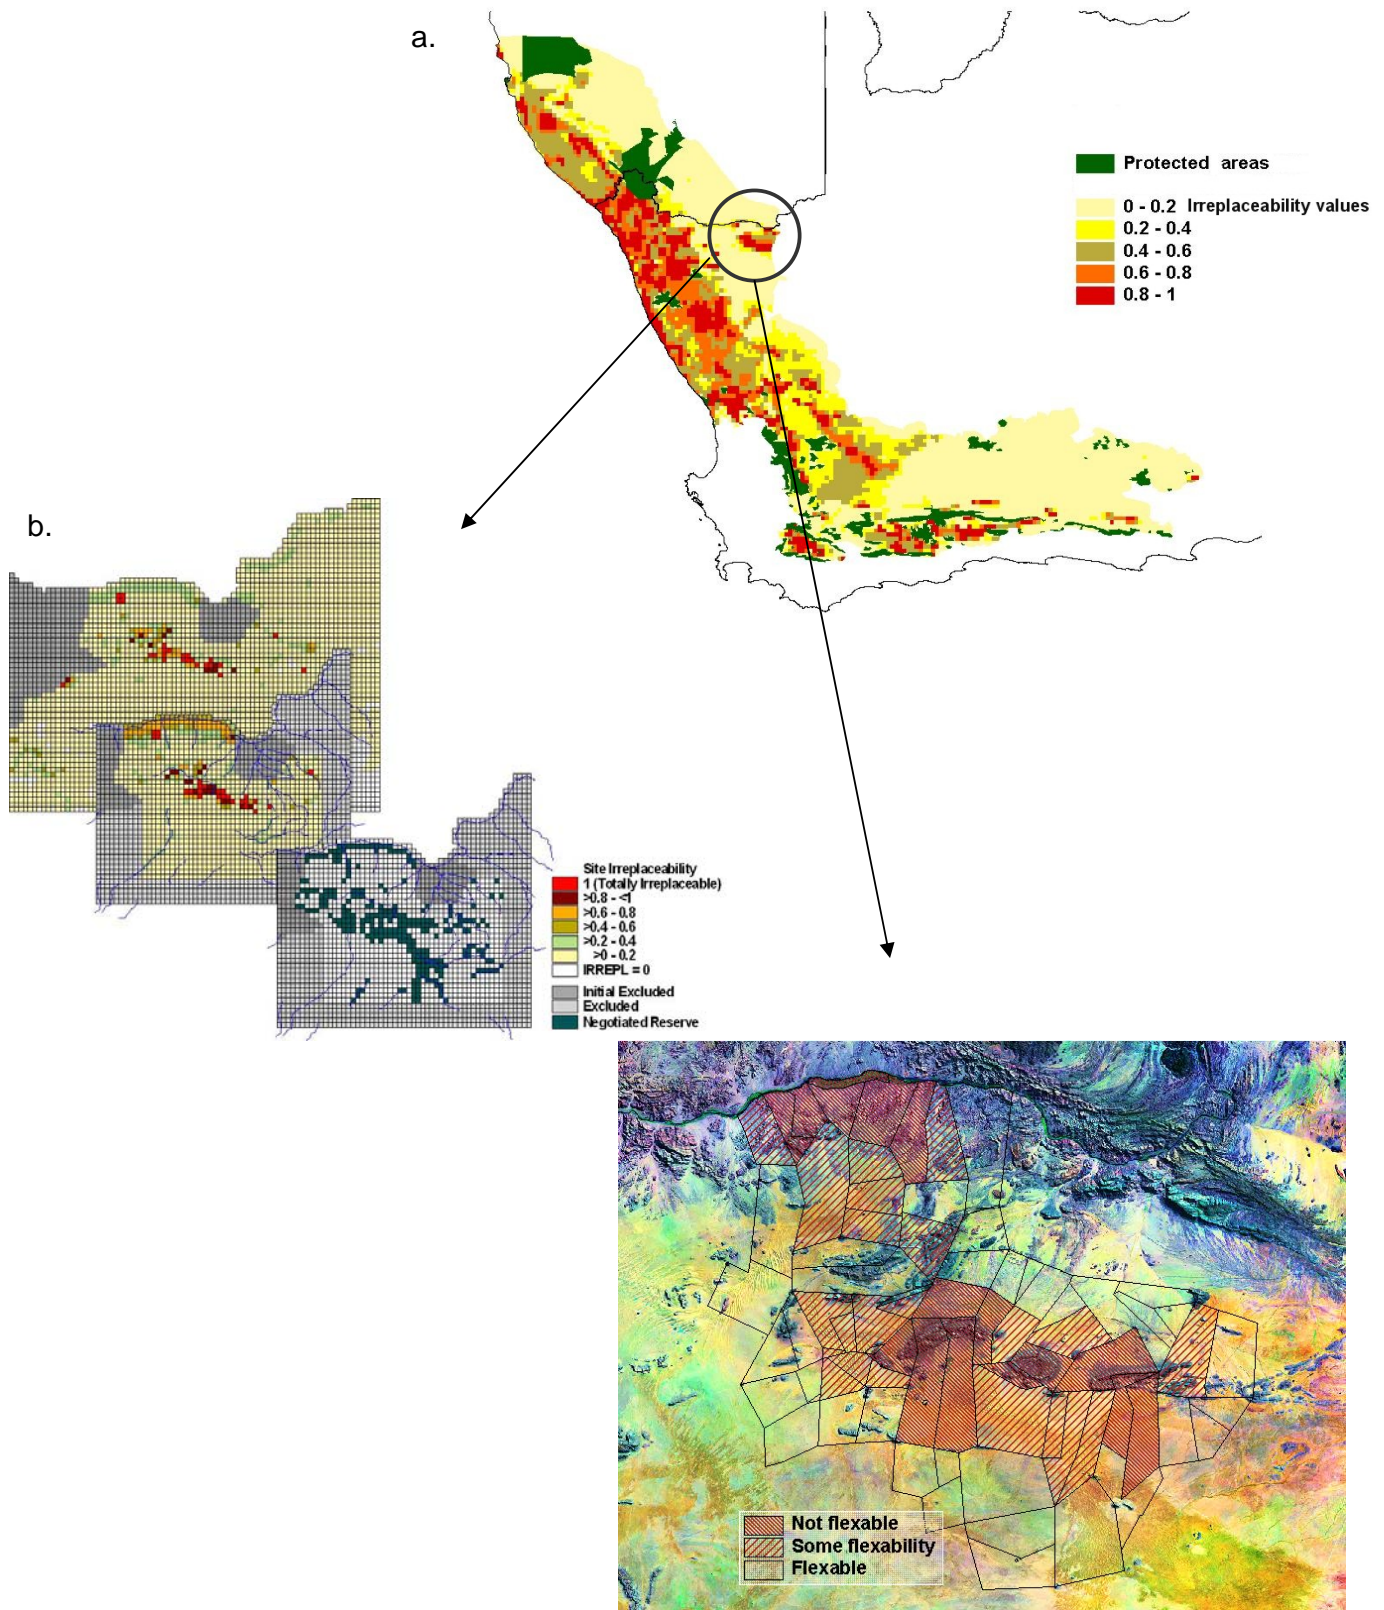 a.
Protected areas
0 - 0.2 Irreplaceability values
0.2 - 0.4
0.4 - 0.6
0.6 - 0.8
0.8 - 1
b.
Site Irreplaceability
1 (Totally Irreplaceable)
>0.8 - <1
>0.6 - 0.8
>0.4 - 0.6
>0.2 - 0.4
>0 - 0.2
IRREPL = 0
Initial Excluded
Excluded
Negotiated Reserve
Not flexable
Some flexability
Flexable